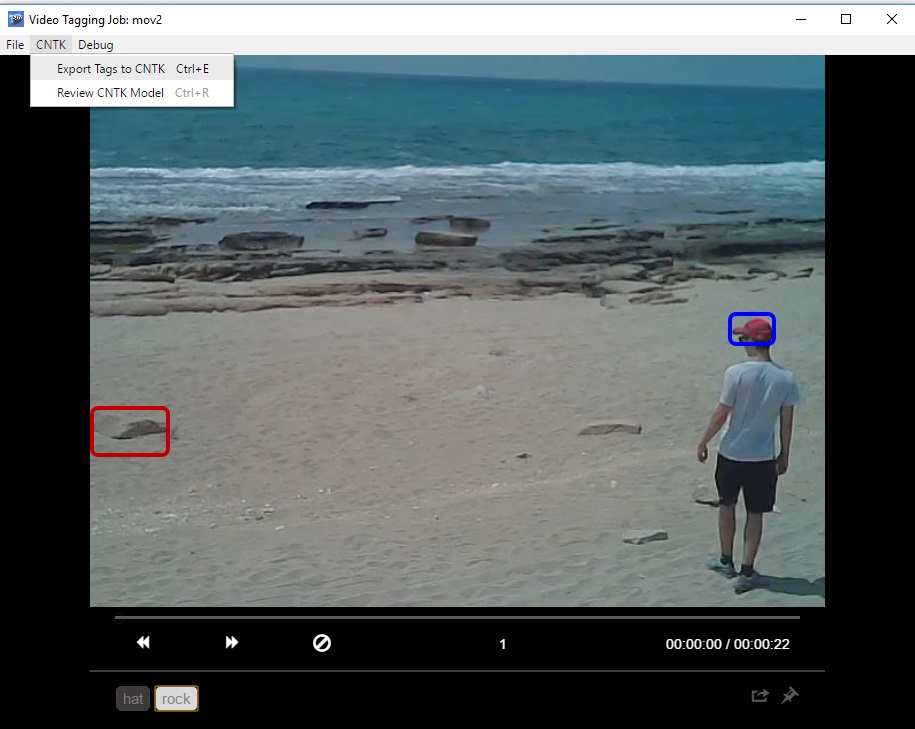 Video Tagging Job: mov2
File CNTK Debug
Export Tags to CNTK Ctrl+E
Review CNTK Model Ctrl+R
1 00:00:00 / 00:00:22
hat rock